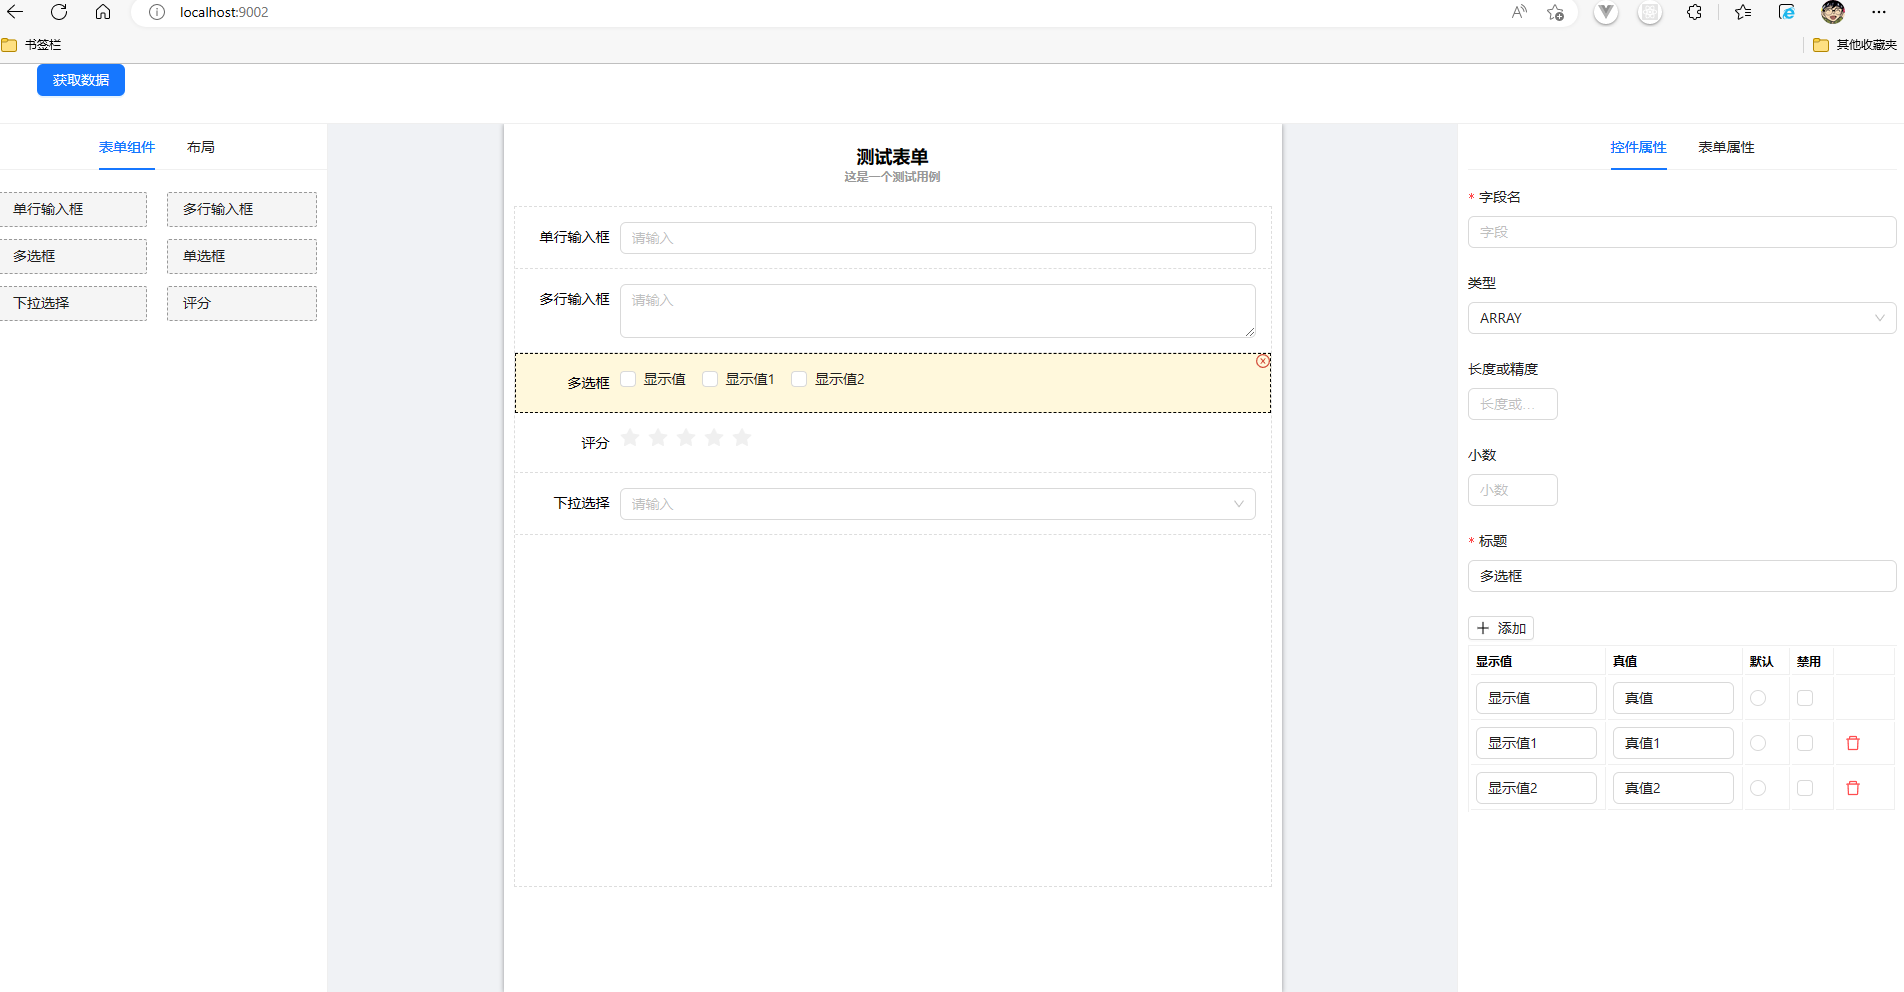 localhost:9002
书签栏
其他收藏夹
获取数据
表单组件 布局
单行输入框 多行输入框
多选框 单选框
下拉选择 评分
测试表单
这是一个测试用例
单行输入框 请输入
多行输入框 请输入
多选框 显示值 显示值1 显示值2
评分
下拉选择 请输入
控件属性 表单属性
* 字段名
字段
类型
ARRAY
长度或精度
长度或...
小数
小数
* 标题
多选框
添加
显示值 真值 默认 禁用
显示值 真值
显示值1 真值1
显示值2 真值2